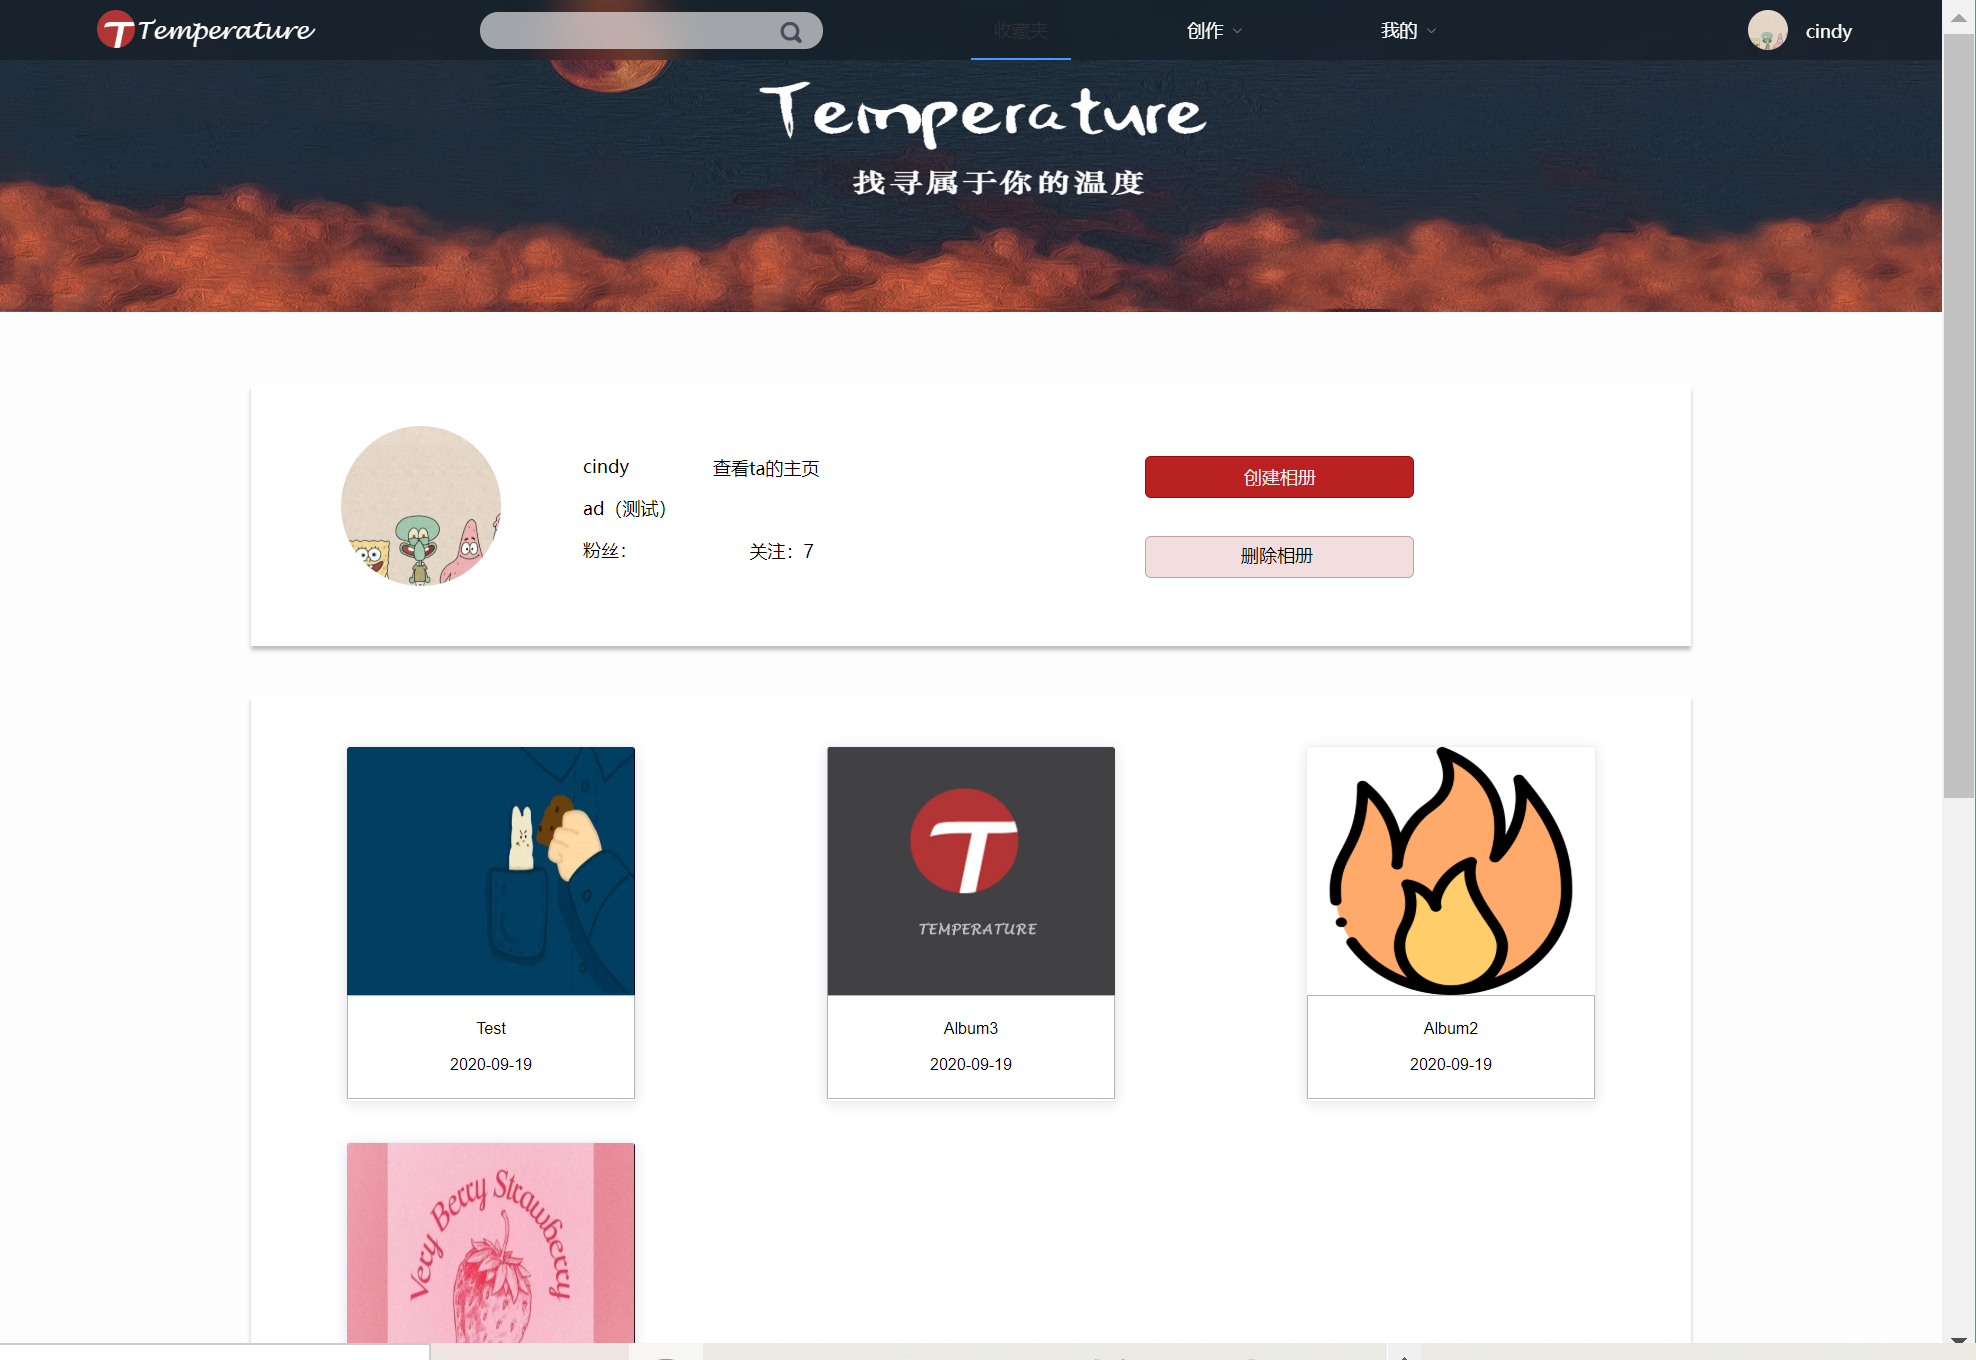 Temperature
收藏夹
创作
我的
cindy
Temperature
找寻属于你的温度
cindy
查看ta的主页
创建相册
ad（测试）
粉丝：
关注：7
删除相册
T
TEMPERATURE
Test
2020-09-19
Album3
2020-09-19
Album2
2020-09-19
Very Berry Strawberry